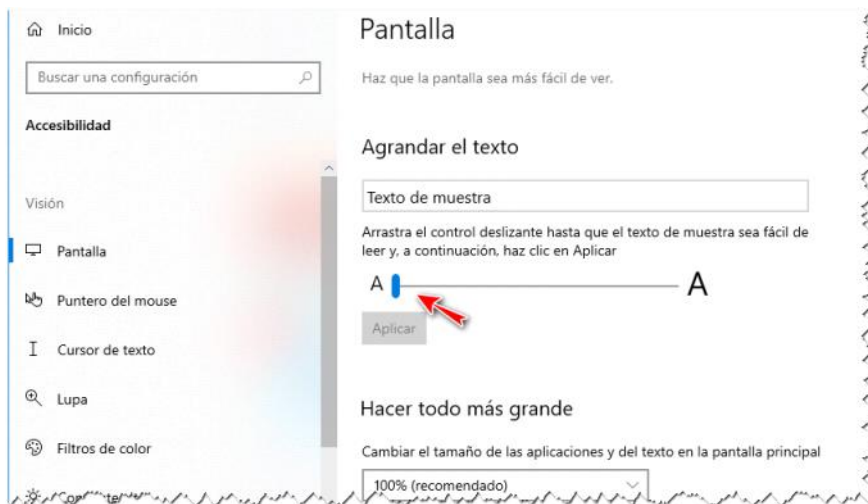 Inicio
Buscar una configuración
Accesibilidad
Visión
Pantalla
Puntero del mouse
Cursor de texto
Lupa
Filtros de color
Pantalla
Haz que la pantalla sea más fácil de ver.
Agrandar el texto
Texto de muestra
Arrastra el control deslizante hasta que el texto de muestra sea fácil de
leer y, a continuación, haz clic en Aplicar
A A
Aplicar
Hacer todo más grande
Cambiar el tamaño de las aplicaciones y del texto en la pantalla principal
100% (recomendado)